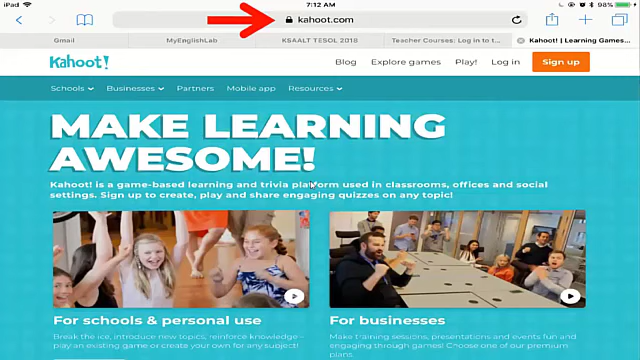 iPad
7:12 AM
98%
kahoot.com
Gmail
MyEnglishLab
KSAALT TESOL 2018
Teacher Courses: Log in to t...
Kahoot! | Learning Games...
Kahoot!
Blog
Explore games
Play!
Log in
Sign up
Schools
Businesses
Partners
Mobile app
Resources
MAKE LEARNING
AWESOME!
Kahoot! is a game-based learning and trivia platform used in classrooms, offices and social
settings. Sign up to create, play and share engaging quizzes on any topic!
For schools & personal use
Break the ice, introduce new topics, reinforce knowledge –
play an existing game or create your own for any subject!
For businesses
Make training sessions, presentations and events fun and
engaging through games! Choose one of our premium
plans.